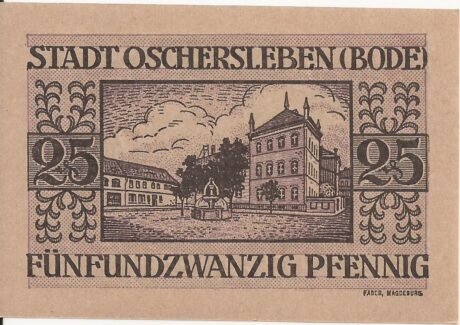 STADT OSCHERSLEBEN (BODE)
25 25
FÜNFUNDZWANZIG PFENNIG
FABER, MAGDEBURG